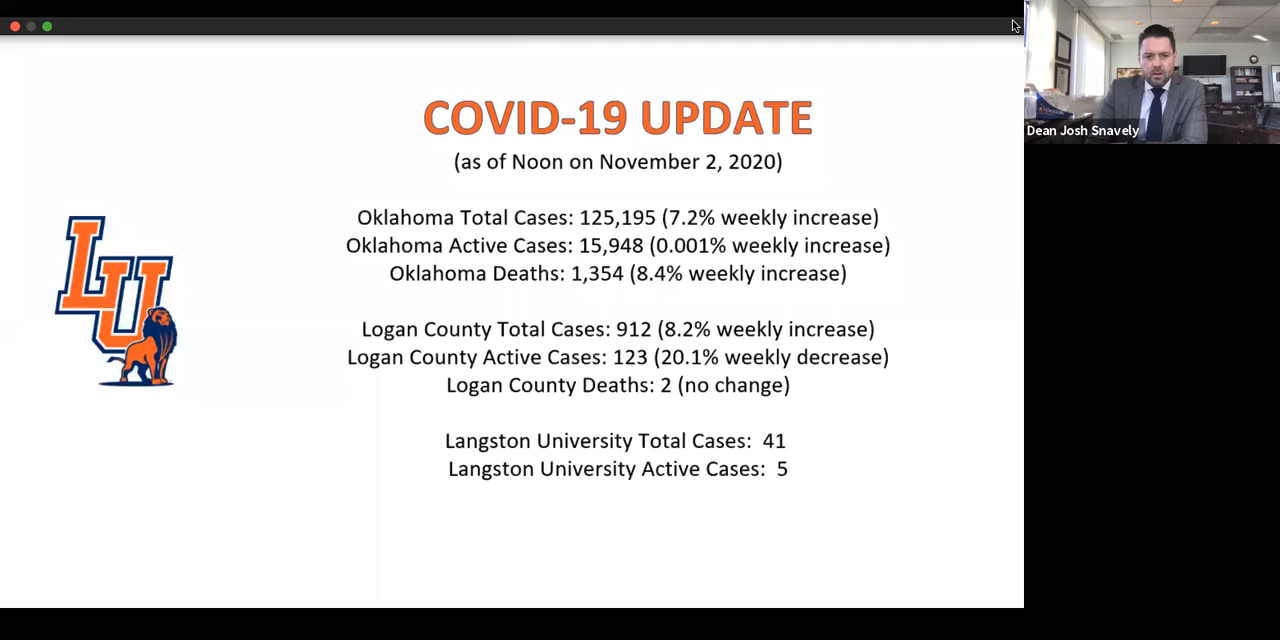 COVID-19 UPDATE
(as of Noon on November 2, 2020)
Oklahoma Total Cases: 125,195 (7.2% weekly increase)
Oklahoma Active Cases: 15,948 (0.001% weekly increase)
Oklahoma Deaths: 1,354 (8.4% weekly increase)
Logan County Total Cases: 912 (8.2% weekly increase)
Logan County Active Cases: 123 (20.1% weekly decrease)
Logan County Deaths: 2 (no change)
Langston University Total Cases: 41
Langston University Active Cases: 5
LU
Dean Josh Snavely